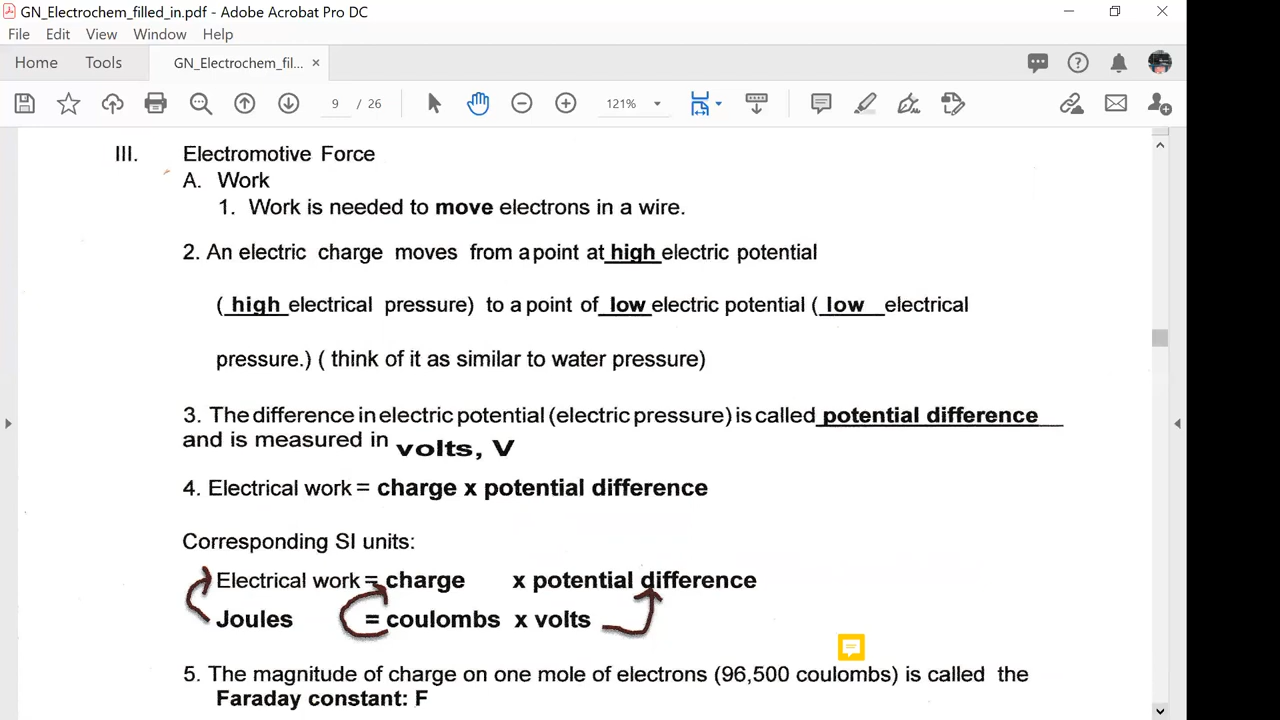 GN_Electrochem_filled_in.pdf - Adobe Acrobat Pro DC
File Edit View Window Help
Home Tools GN_Electrochem_fil... ×
9 / 26 121%
III. Electromotive Force
A. Work
1. Work is needed to move electrons in a wire.
2. An electric charge moves from a point at high electric potential
( high electrical pressure) to a point of low electric potential ( low electrical
pressure.) ( think of it as similar to water pressure)
3. The difference in electric potential (electric pressure) is called potential difference
and is measured in volts, V
4. Electrical work = charge x potential difference
Corresponding SI units:
Electrical work = charge x potential difference
Joules = coulombs x volts
5. The magnitude of charge on one mole of electrons (96,500 coulombs) is called the
Faraday constant: F